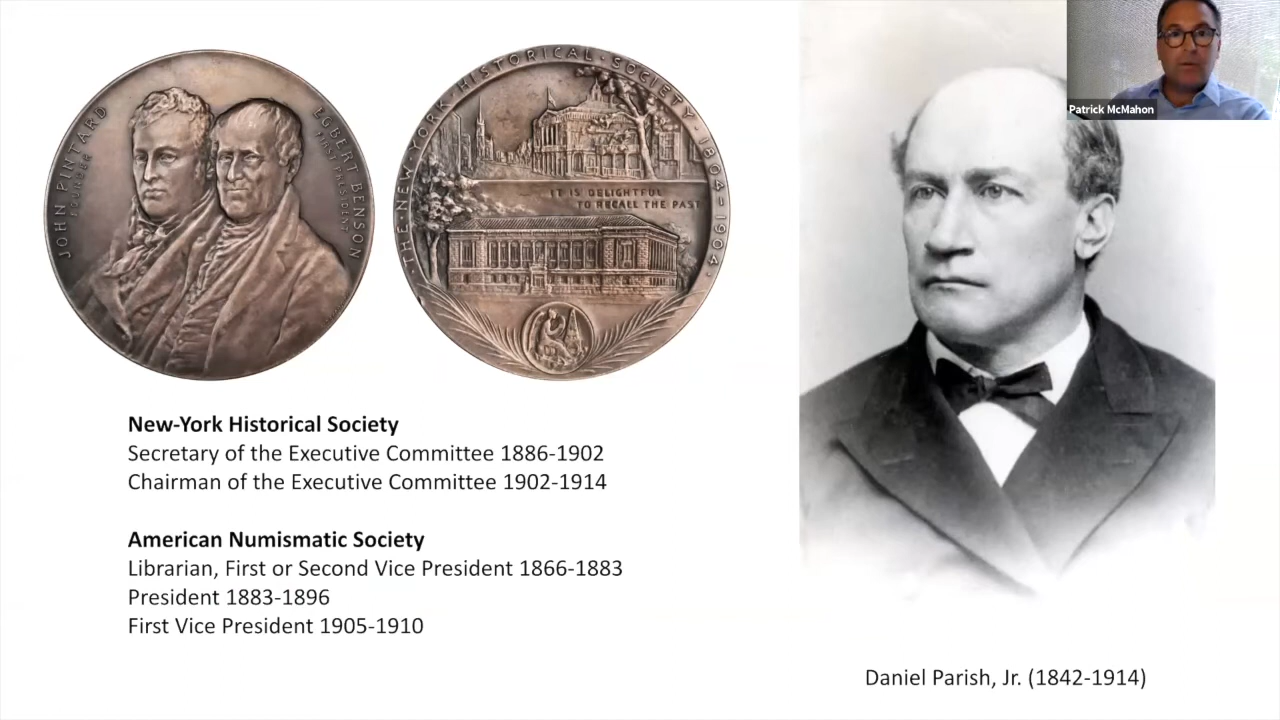 JOHN PINTARD
FOUNDER
EGBERT BENSON
FIRST PRESIDENT
· THE · NEW-YORK · HISTORICAL · SOCIETY · 1804–1904 ·
IT IS DELIGHTFUL
TO RECALL THE PAST
Patrick McMahon
New-York Historical Society
Secretary of the Executive Committee 1886-1902
Chairman of the Executive Committee 1902-1914
American Numismatic Society
Librarian, First or Second Vice President 1866-1883
President 1883-1896
First Vice President 1905-1910
Daniel Parish, Jr. (1842-1914)